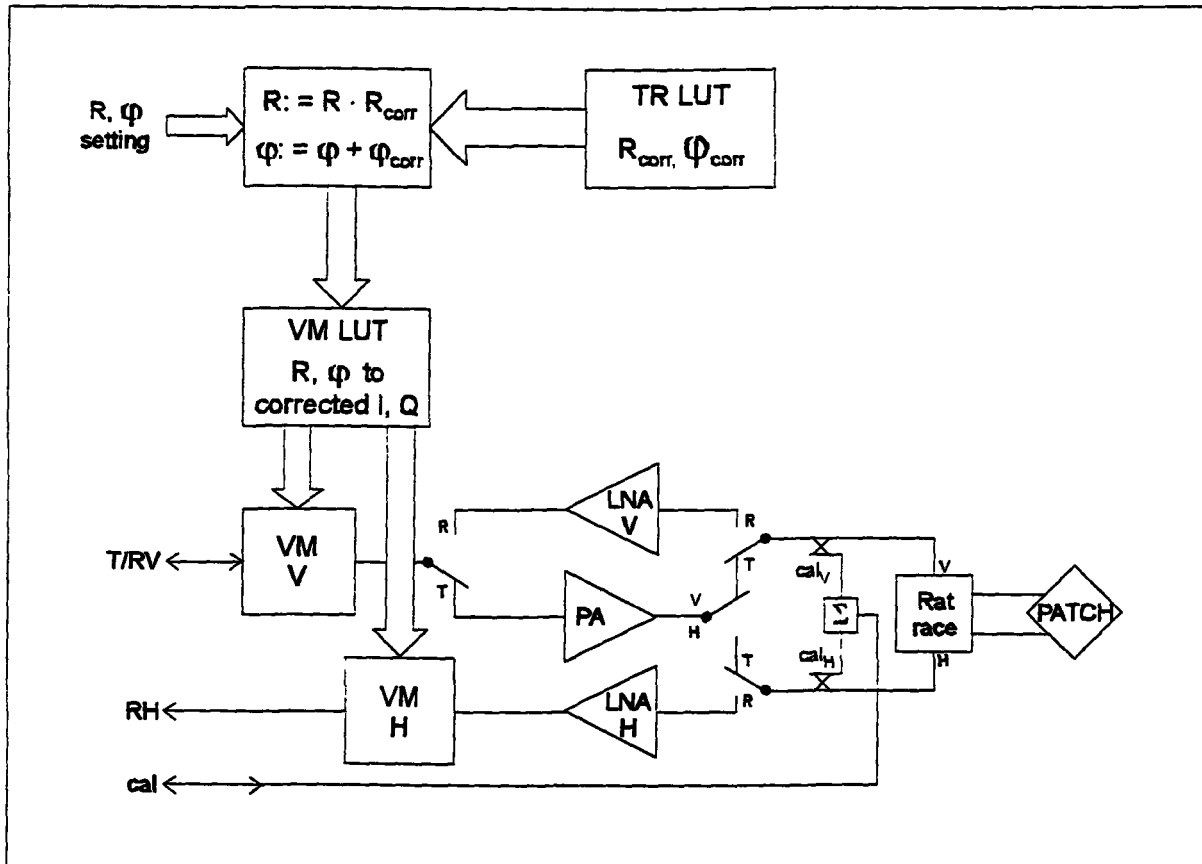 R, φ
setting
R: = R · Rcorr
φ: = φ + φcorr
TR LUT
Rcorr, φcorr
VM LUT
R, φ to
corrected I, Q
T/RV
VM
V
R
T
LNA
V
R
T
PA
V
H
calV
V
Rat
race
H
PATCH
calH
T
R
RH
VM
H
LNA
H
cal